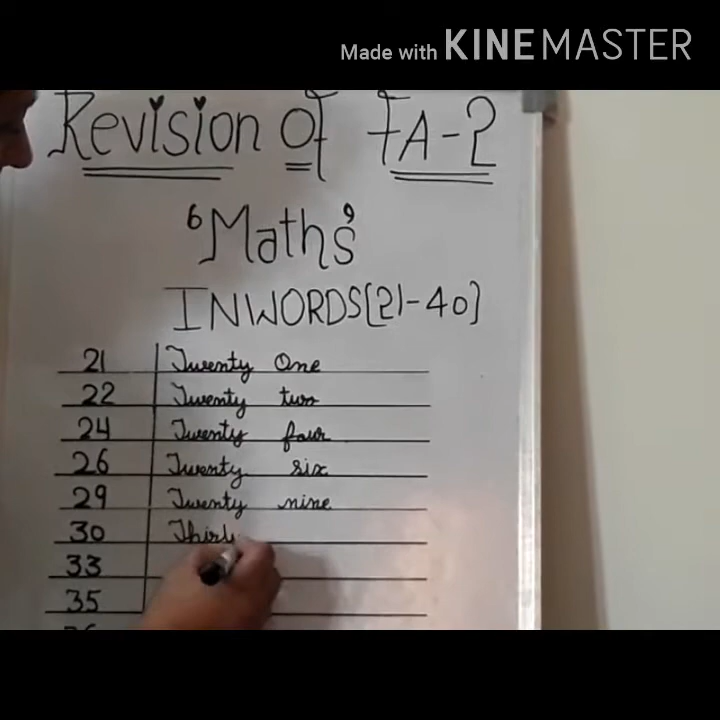 Made with KINEMASTER
Revision of FA-2
Maths
INWORDS [21-40]
21 Twenty One
22 Twenty two
24 Twenty four
26 Twenty six
29 Twenty nine
30 Thirt
33
35